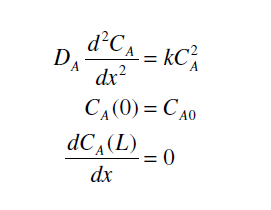 D_A d²C_A/dx² = kC_A²
C_A(0) = C_A0
dC_A(L)/dx = 0